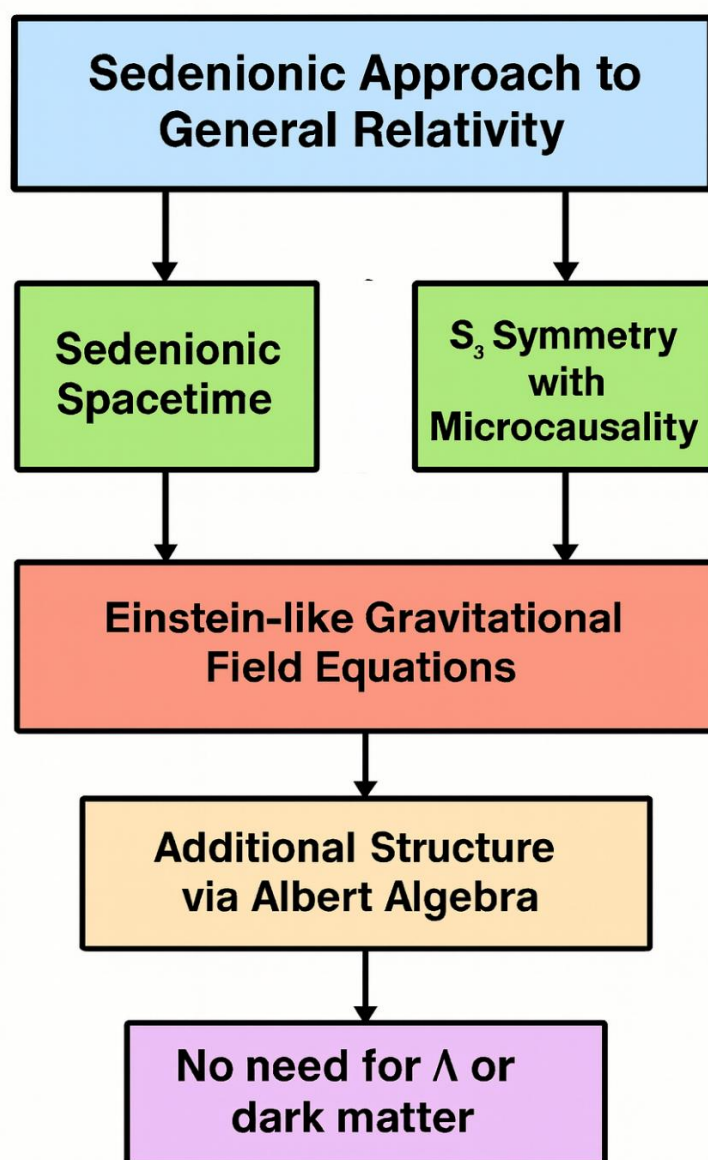 Sedenionic Approach to
General Relativity
Sedenionic
Spacetime
S₃ Symmetry
with
Microcausality
Einstein-like Gravitational
Field Equations
Additional Structure
via Albert Algebra
No need for Λ or
dark matter